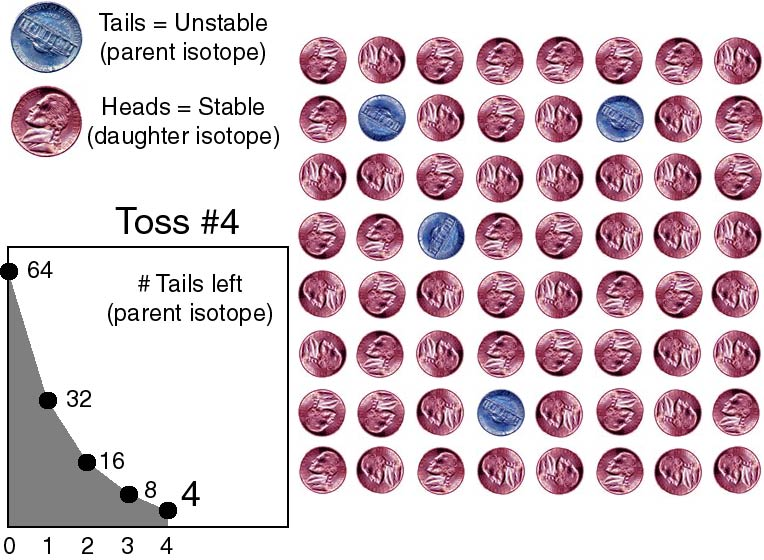 Tails = Unstable
(parent isotope)
Heads = Stable
(daughter isotope)
Toss #4
# Tails left
(parent isotope)
64
32
16
8
4
0 1 2 3 4